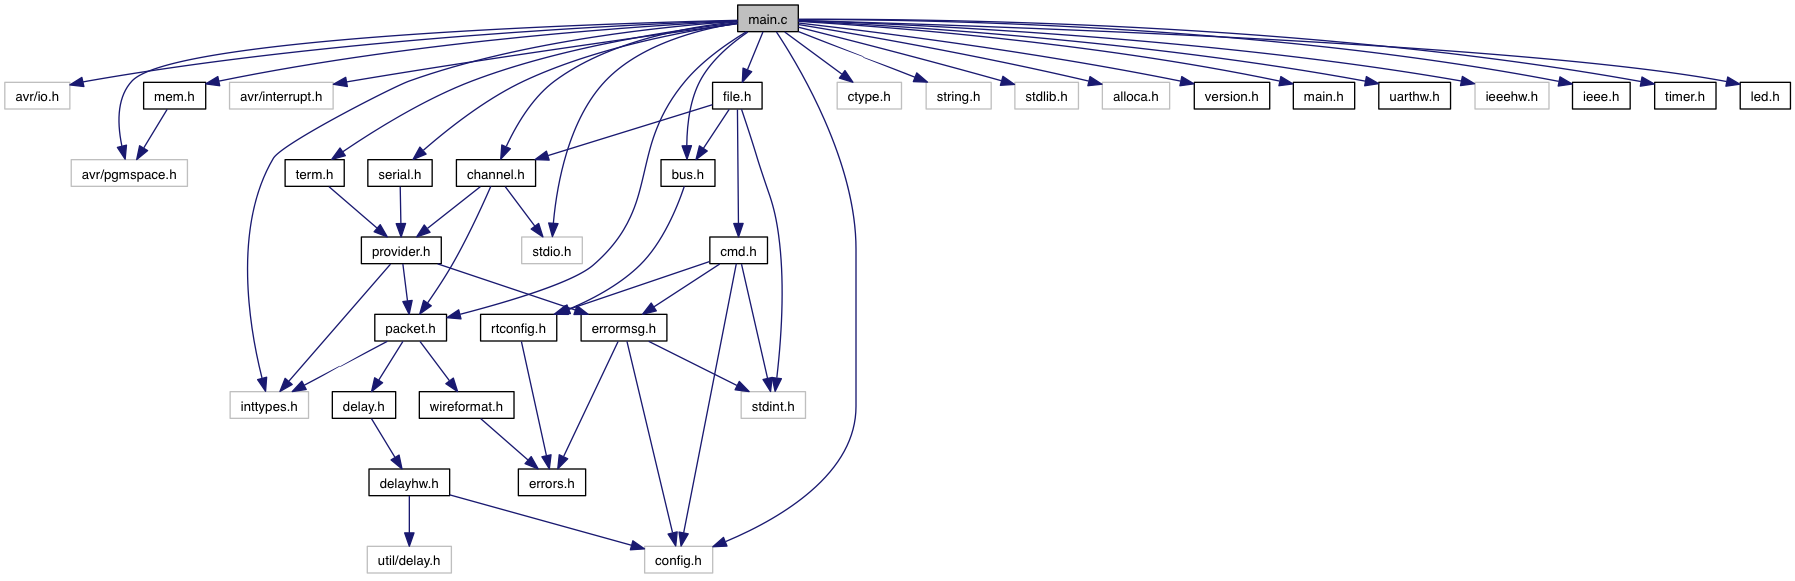 main.c
avr/io.h
mem.h
avr/interrupt.h
file.h
ctype.h
string.h
stdlib.h
alloca.h
version.h
main.h
uarthw.h
ieeehw.h
ieee.h
timer.h
led.h
avr/pgmspace.h
term.h
serial.h
channel.h
bus.h
provider.h
stdio.h
cmd.h
packet.h
rtconfig.h
errormsg.h
inttypes.h
delay.h
wireformat.h
stdint.h
delayhw.h
errors.h
util/delay.h
config.h